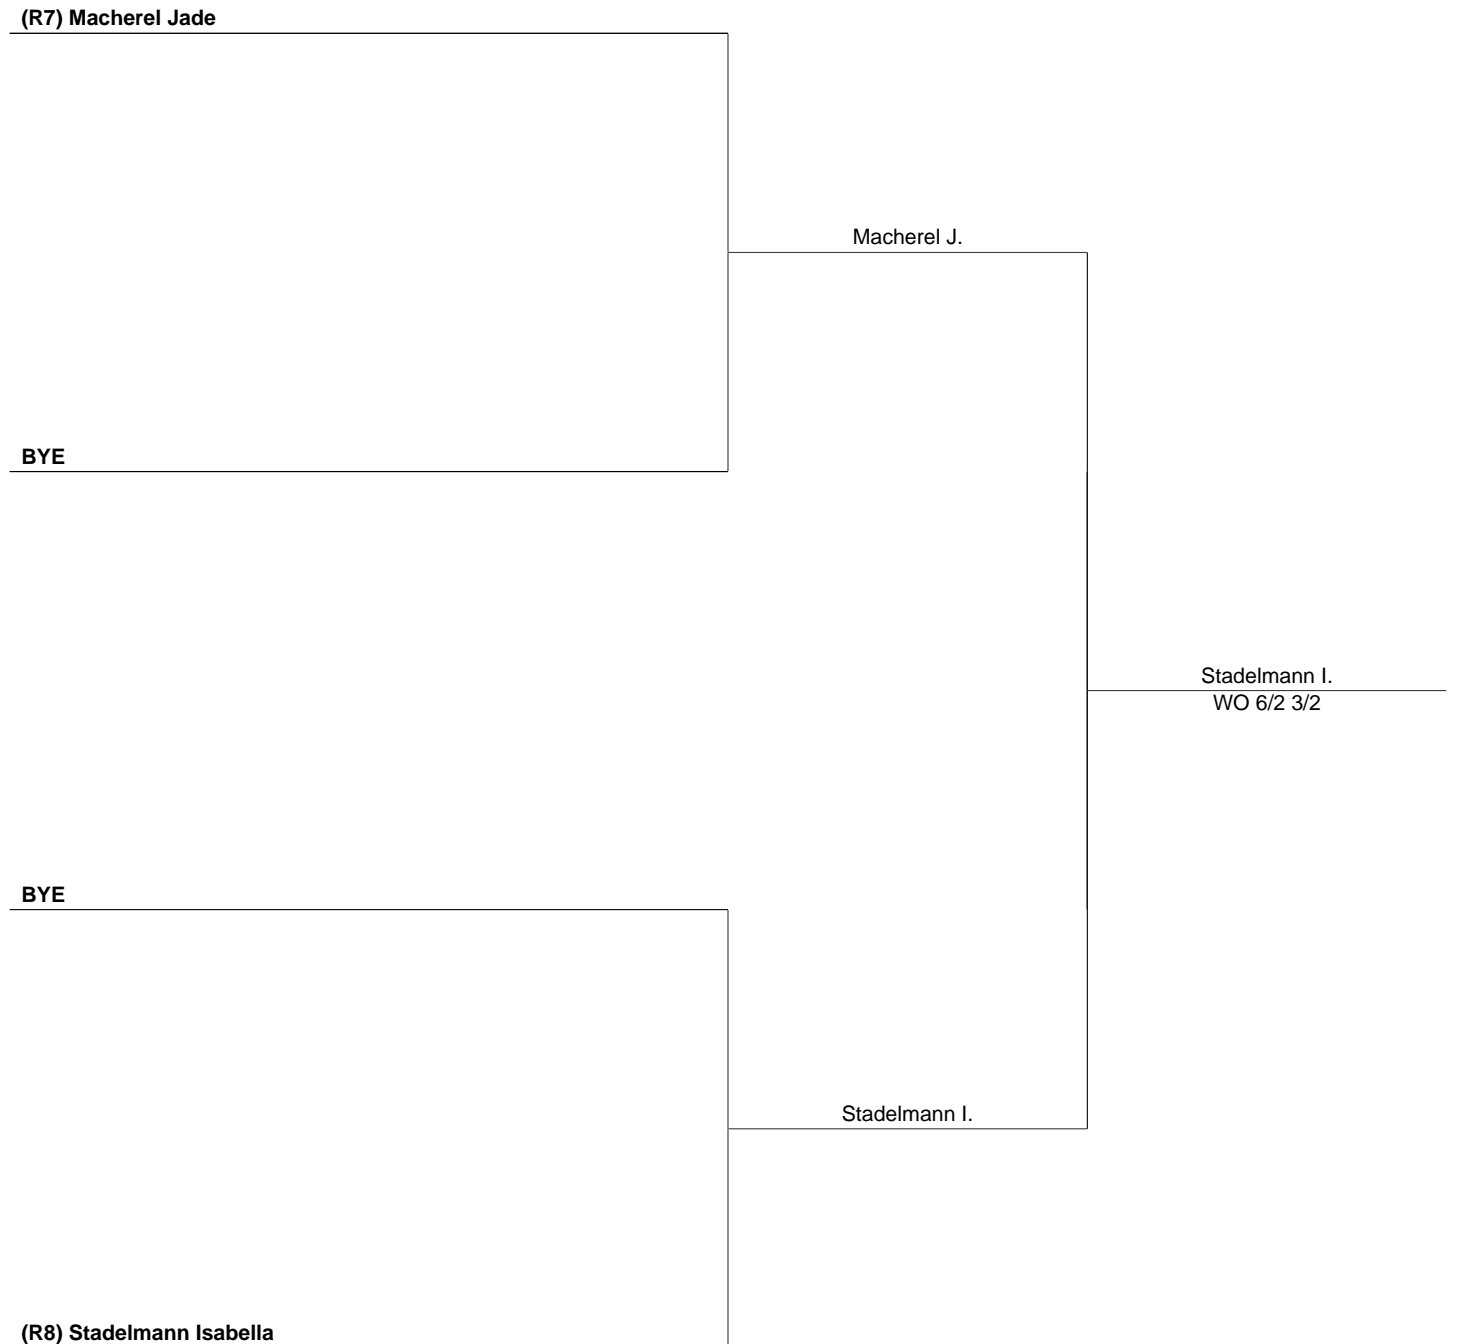 (R7) Macherel Jade
Macherel J.
BYE
Stadelmann I.
WO 6/2 3/2
BYE
Stadelmann I.
(R8) Stadelmann Isabella